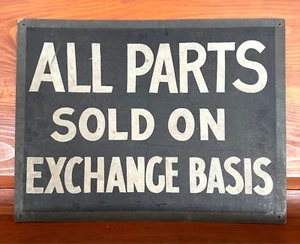 ALL PARTS
SOLD ON
EXCHANGE BASIS